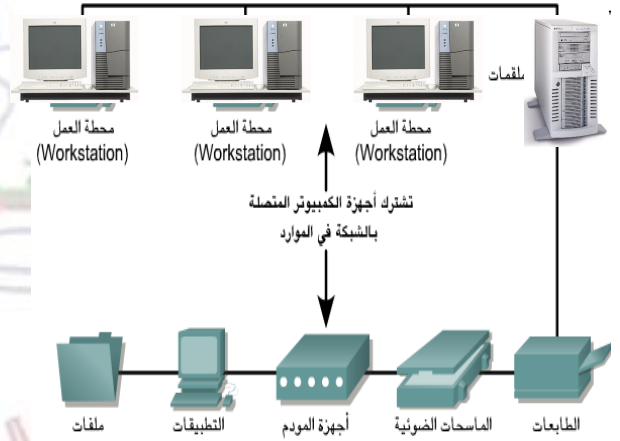 ملقمات
محطة العمل
(Workstation)
محطة العمل
(Workstation)
محطة العمل
(Workstation)
تشترك أجهزة الكمبيوتر المتصلة
بالشبكة في الموارد
الطابعات
الماسحات الضوئية
أجهزة المودم
التطبيقات
ملفات